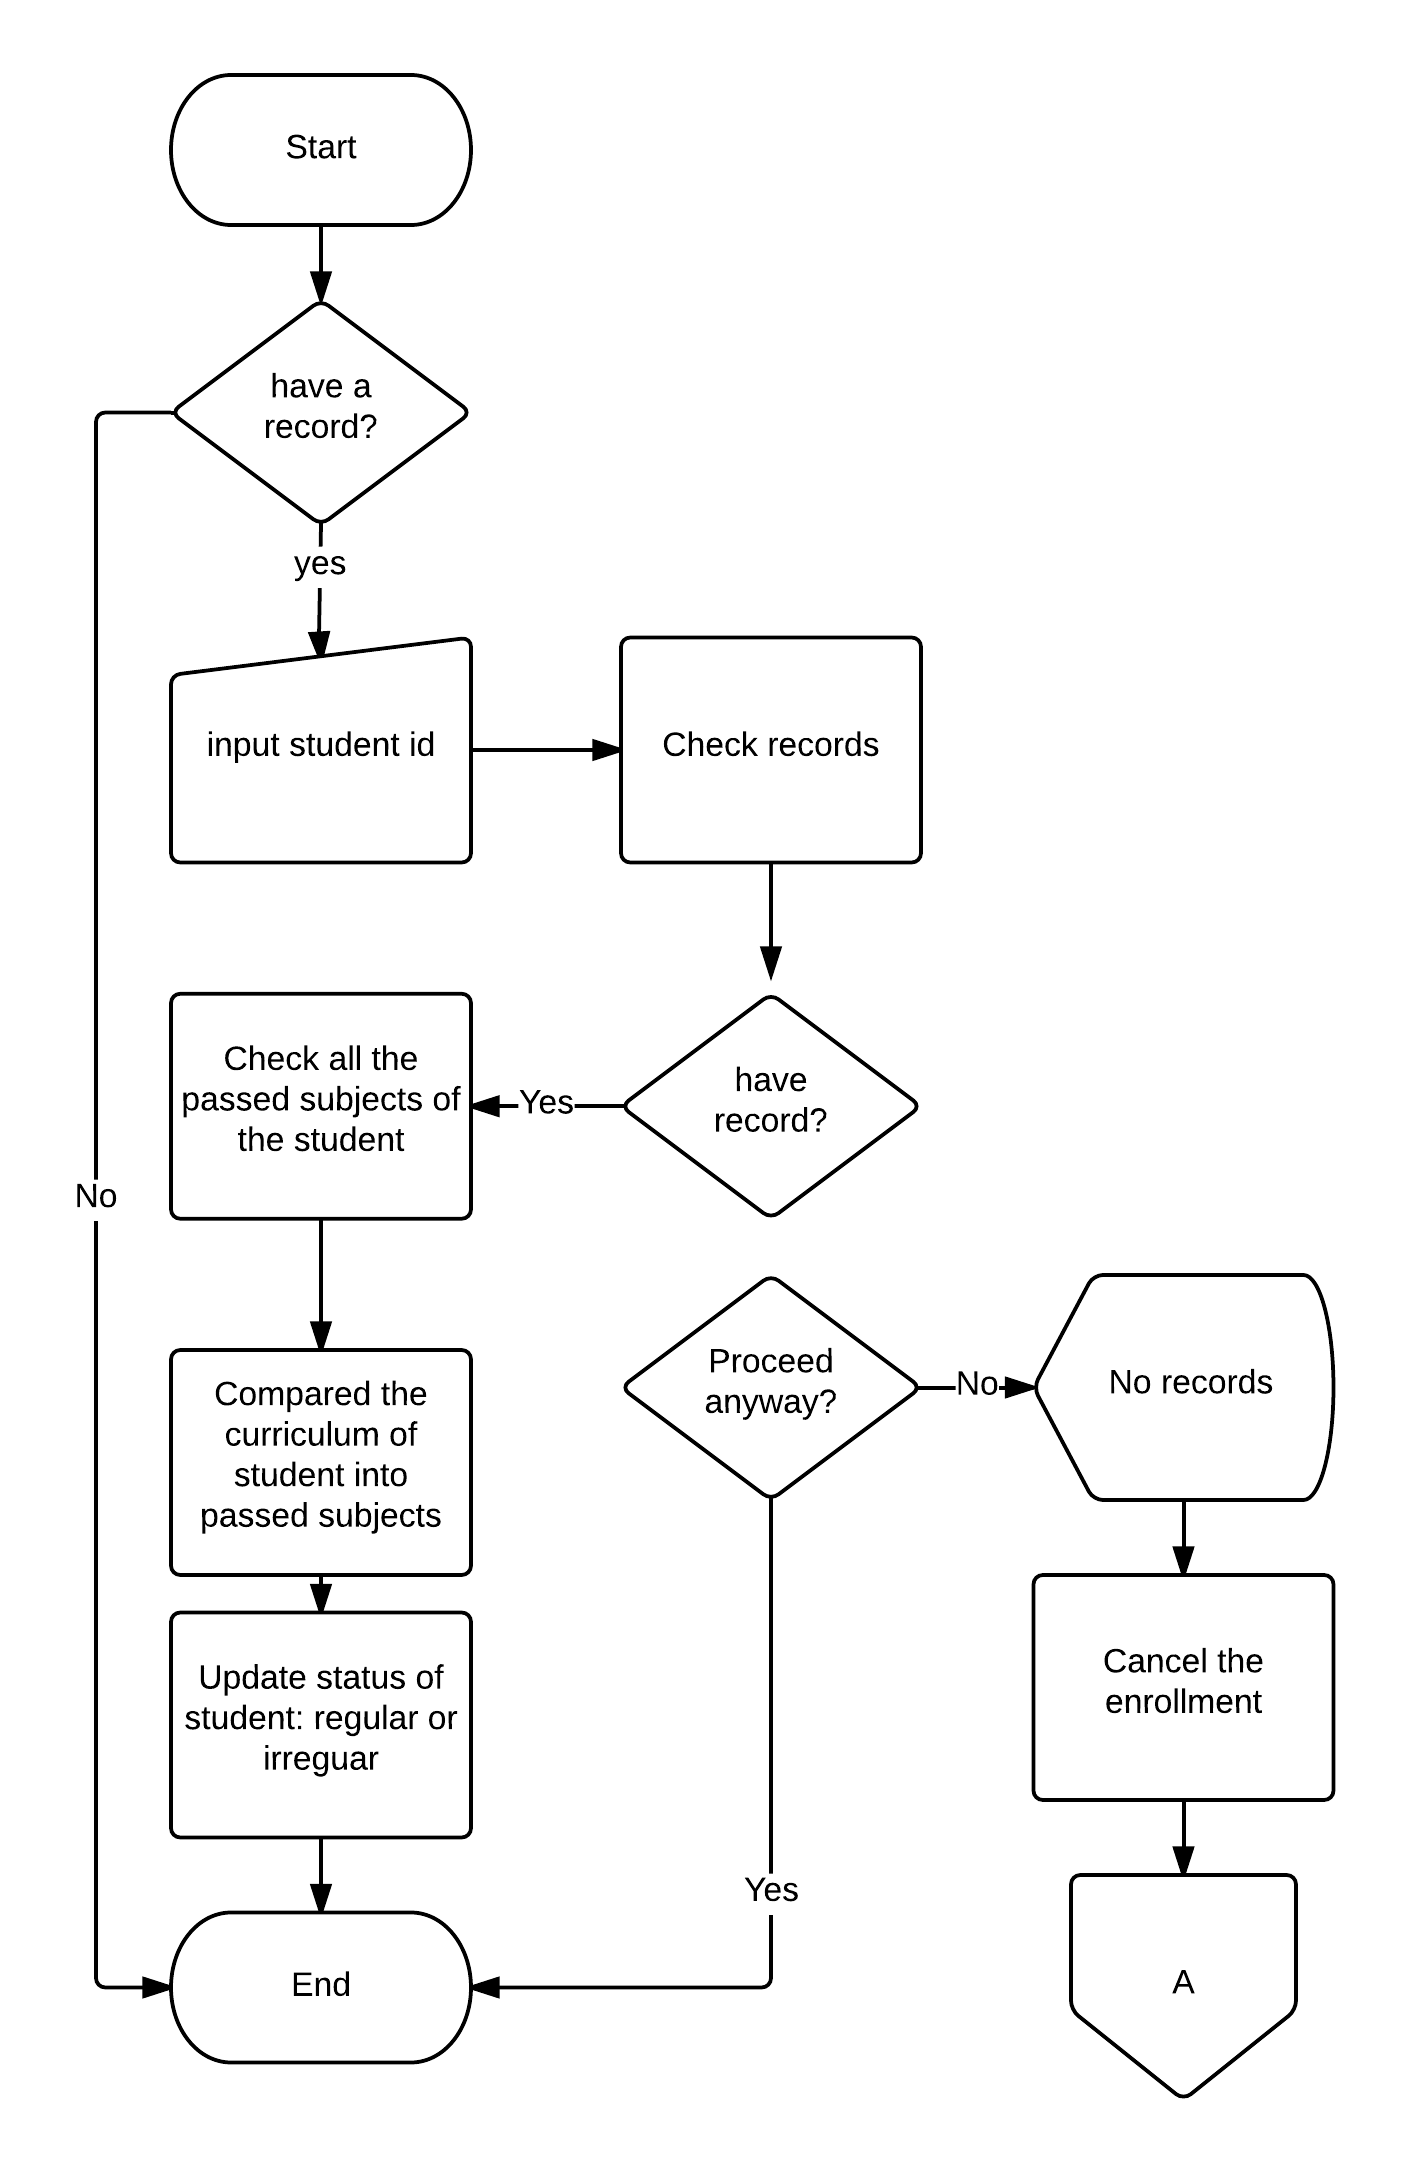 Start
have a
record?
yes
input student id
Check records
Check all the
passed subjects of
the student
Yes
have
record?
No
Compared the
curriculum of
student into
passed subjects
Proceed
anyway?
No
No records
Update status of
student: regular or
irreguar
Cancel the
enrollment
Yes
End
A